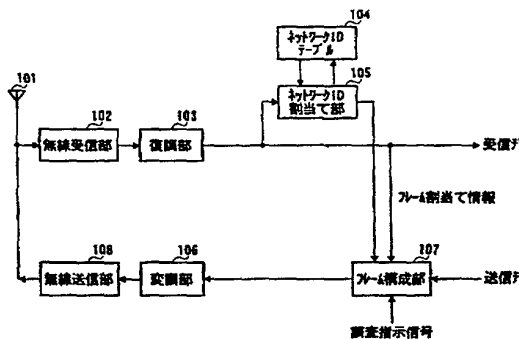 104
ネットワークID
テーブル
105
ネットワークID
割当て部
101
102
無線受信部
103
復調部
受信デ
フレーム割当て情報
108
無線送信部
106
変調部
107
フレーム構成部
送信デ
調査指示信号